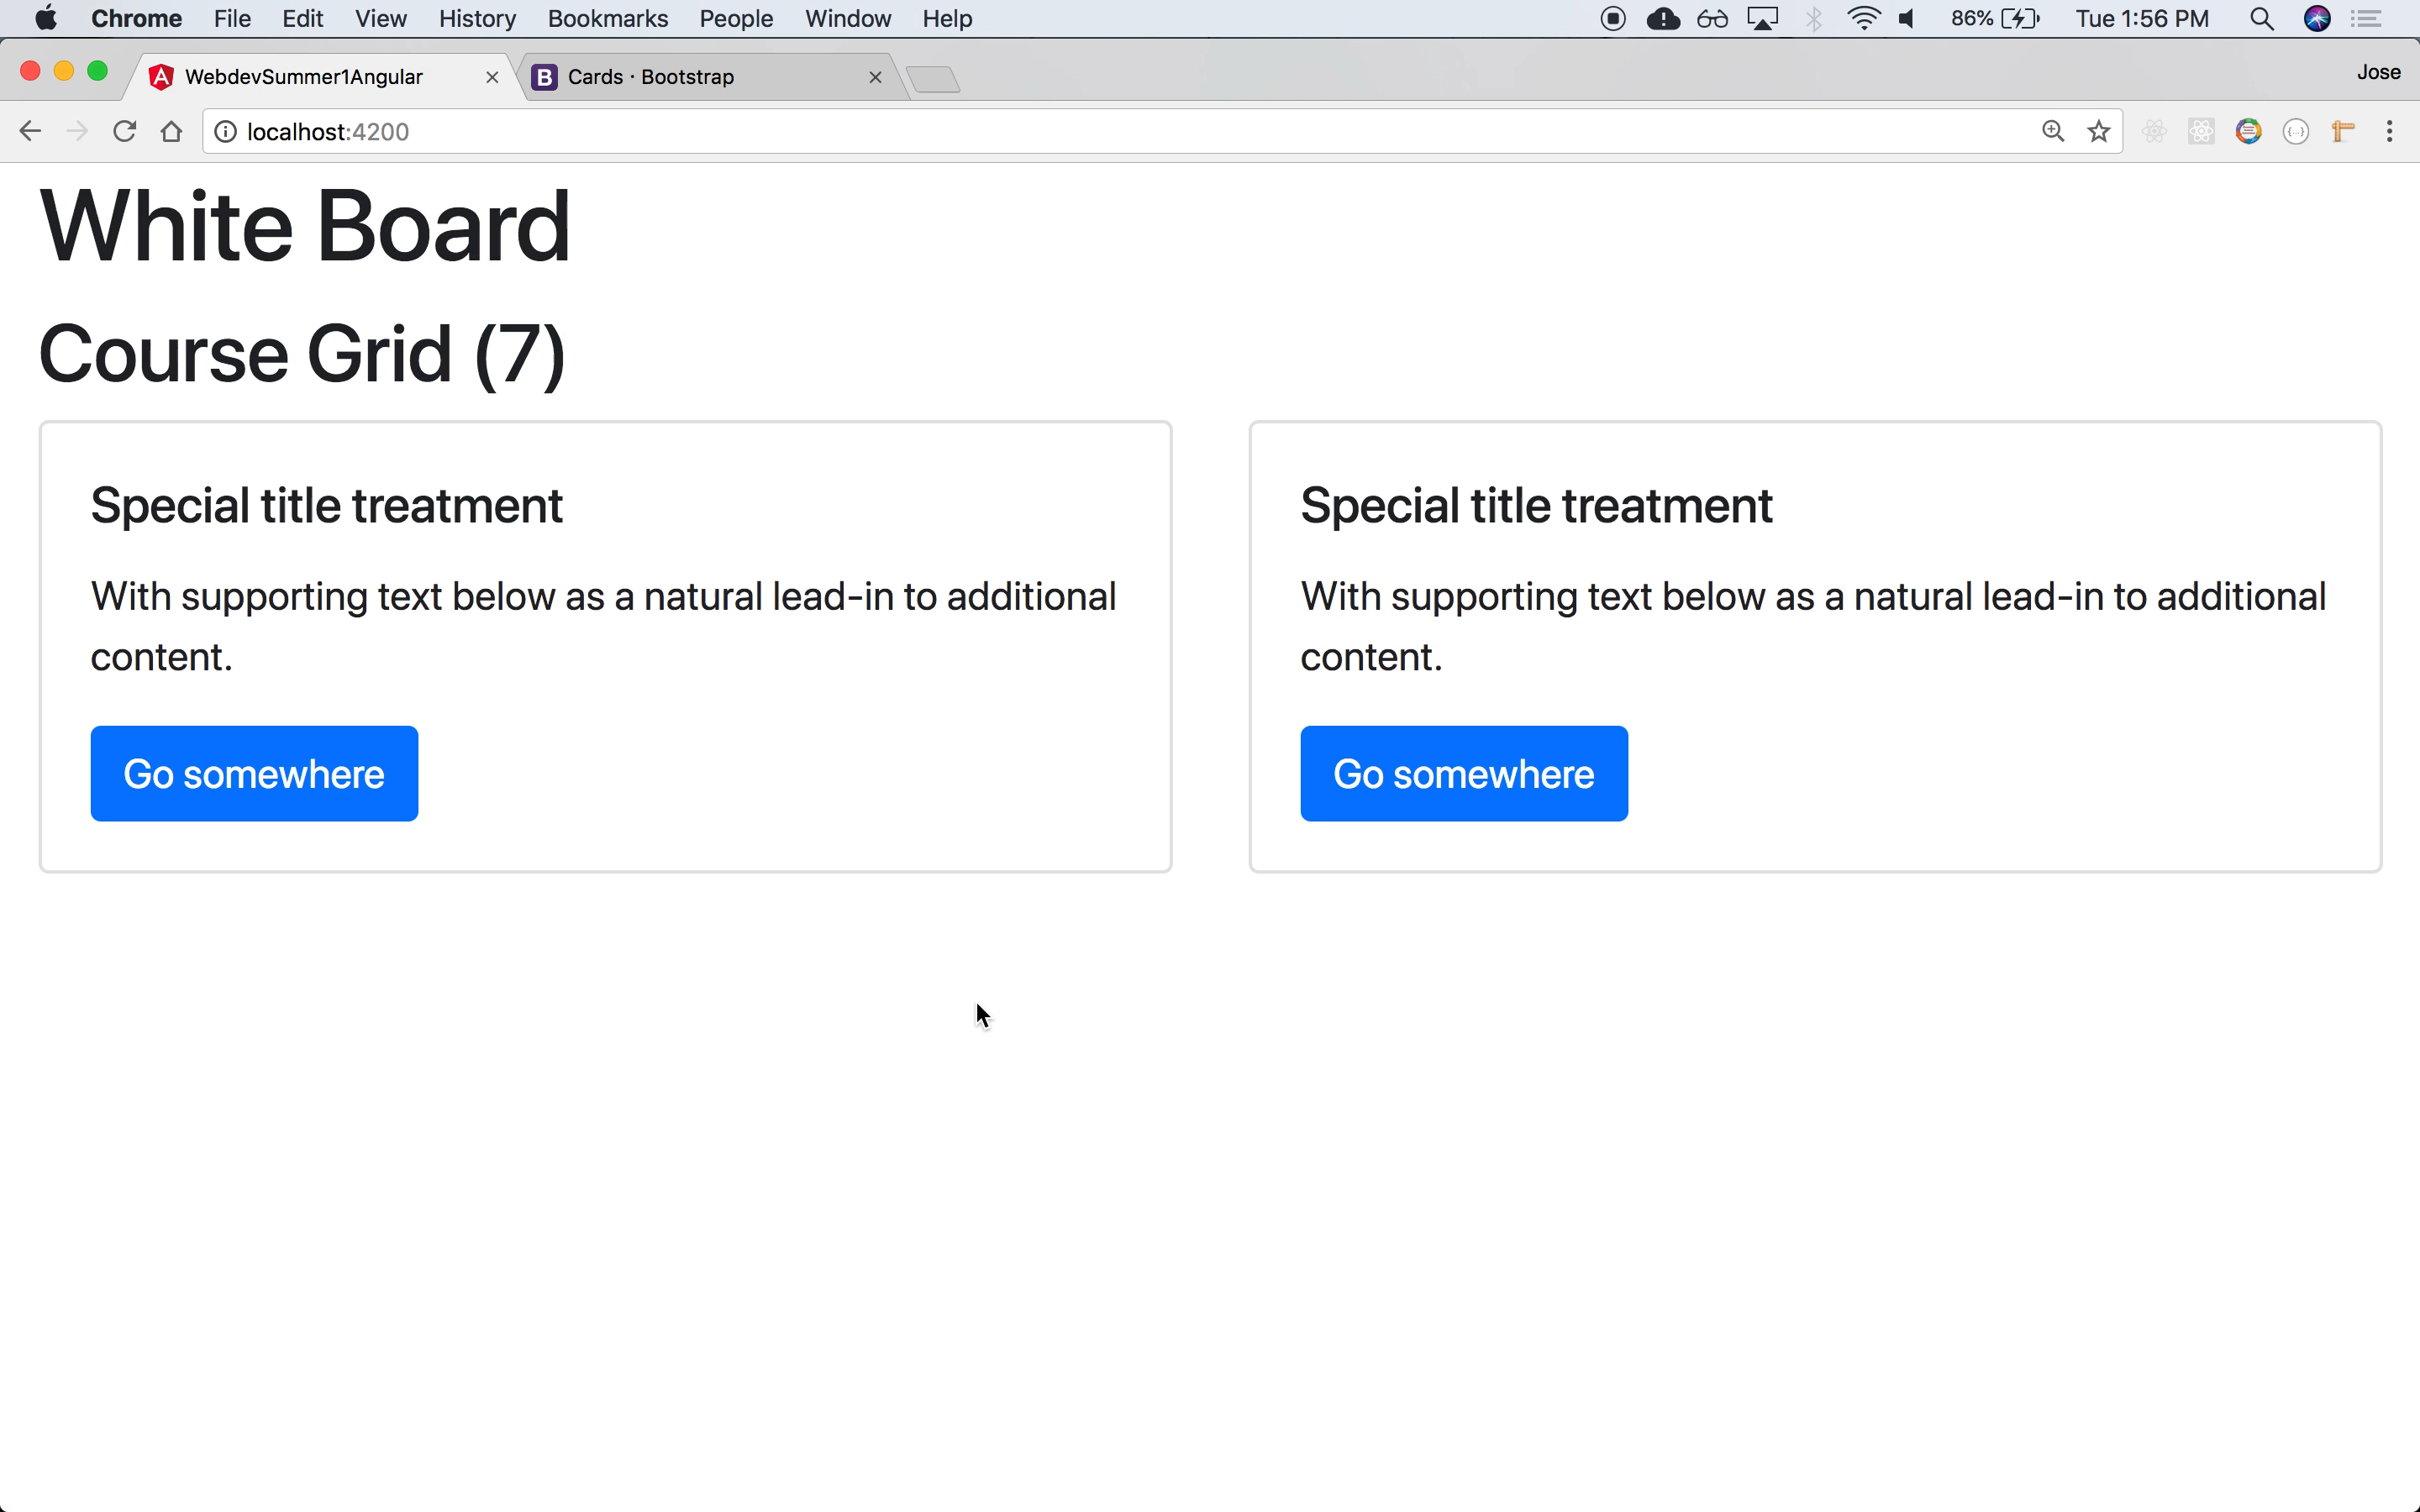 Chrome File Edit View History Bookmarks People Window Help 86% Tue 1:56 PM
WebdevSummer1Angular Cards · Bootstrap Jose
localhost:4200
White Board
Course Grid (7)
Special title treatment
With supporting text below as a natural lead-in to additional
content.
Go somewhere
Special title treatment
With supporting text below as a natural lead-in to additional
content.
Go somewhere